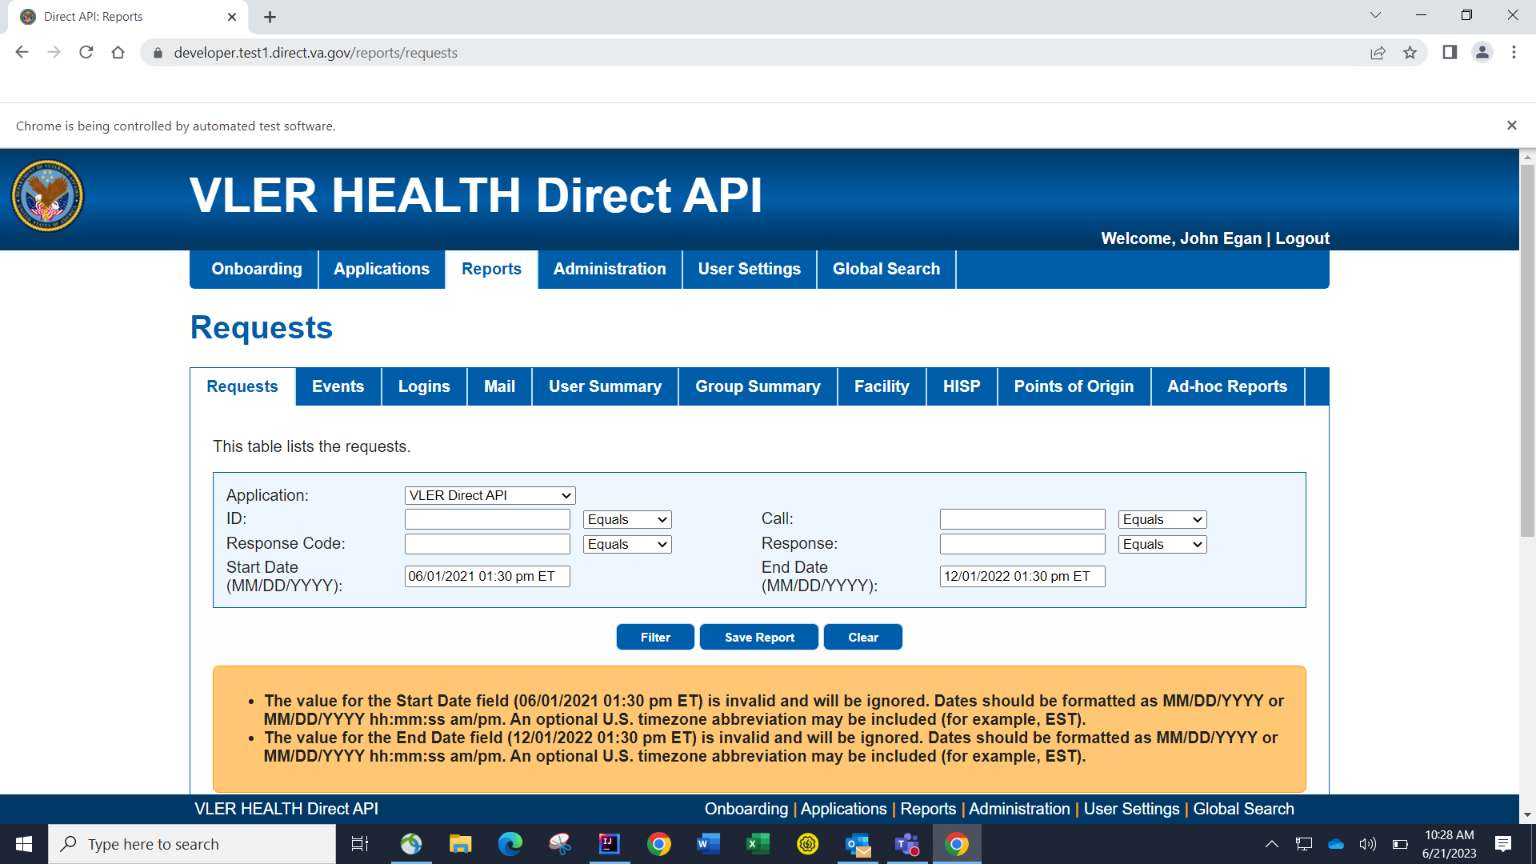 Direct API: Reports
developer.test1.direct.va.gov/reports/requests
Chrome is being controlled by automated test software.
VLER HEALTH Direct API
Welcome, John Egan | Logout
Onboarding Applications Reports Administration User Settings Global Search
Requests
Requests Events Logins Mail User Summary Group Summary Facility HISP Points of Origin Ad-hoc Reports
This table lists the requests.
Application: VLER Direct API
ID: Equals Call: Equals
Response Code: Equals Response: Equals
Start Date (MM/DD/YYYY): 06/01/2021 01:30 pm ET End Date (MM/DD/YYYY): 12/01/2022 01:30 pm ET
Filter Save Report Clear
• The value for the Start Date field (06/01/2021 01:30 pm ET) is invalid and will be ignored. Dates should be formatted as MM/DD/YYYY or
MM/DD/YYYY hh:mm:ss am/pm. An optional U.S. timezone abbreviation may be included (for example, EST).
• The value for the End Date field (12/01/2022 01:30 pm ET) is invalid and will be ignored. Dates should be formatted as MM/DD/YYYY or
MM/DD/YYYY hh:mm:ss am/pm. An optional U.S. timezone abbreviation may be included (for example, EST).
VLER HEALTH Direct API Onboarding | Applications | Reports | Administration | User Settings | Global Search
Type here to search
10:28 AM
6/21/2023